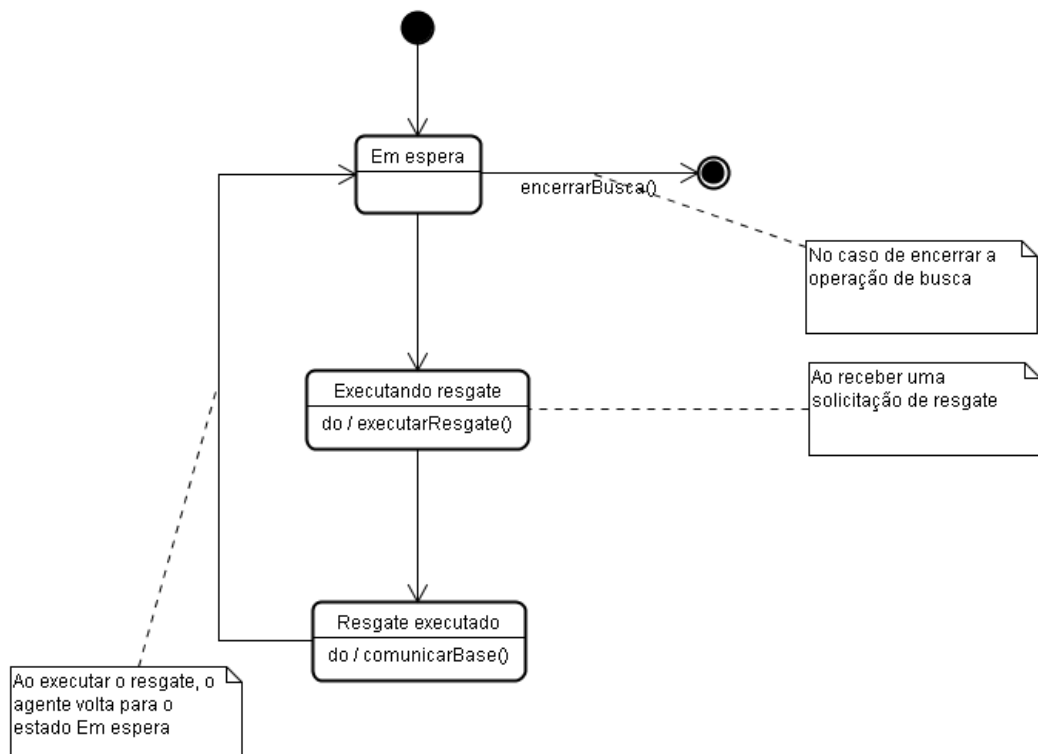 Em espera
encerrarBusca()
No caso de encerrar a
operação de busca
Executando resgate
do / executarResgate()
Ao receber uma
solicitação de resgate
Resgate executado
do / comunicarBase()
Ao executar o resgate, o
agente volta para o
estado Em espera